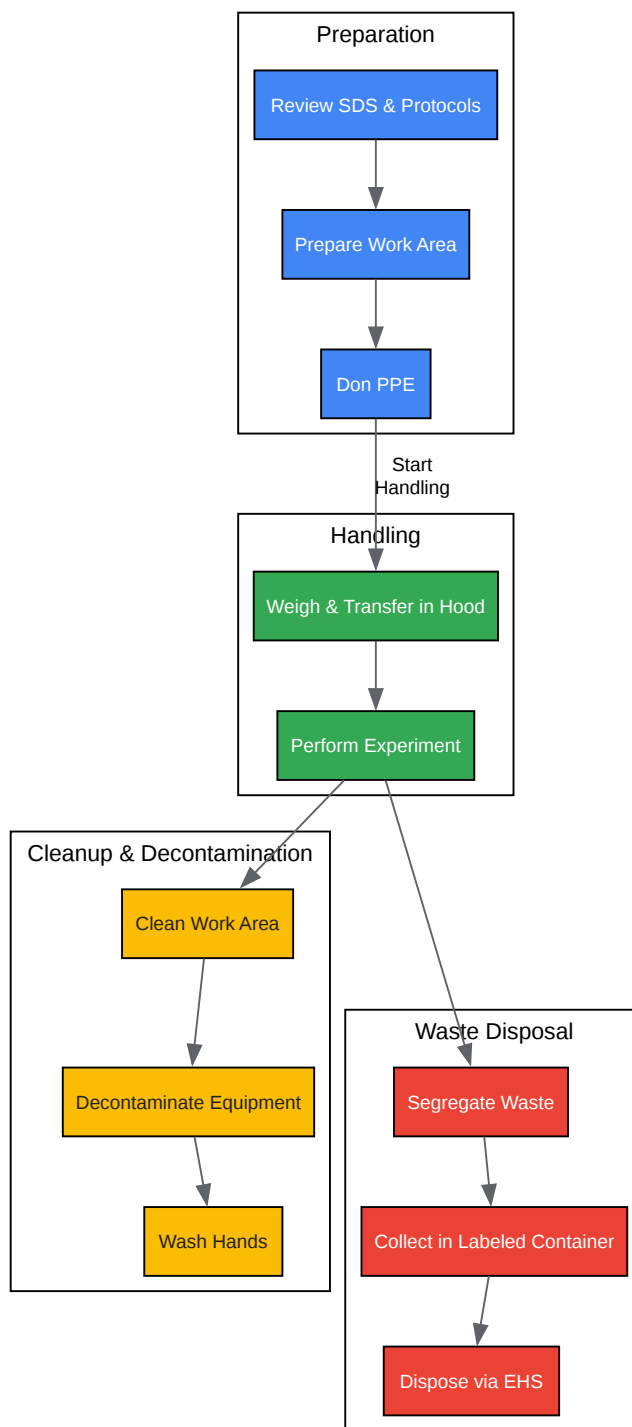 Preparation
Review SDS & Protocols
Prepare Work Area
Don PPE
Start
Handling
Handling
Weigh & Transfer in Hood
Perform Experiment
Cleanup & Decontamination
Clean Work Area
Decontaminate Equipment
Wash Hands
Waste Disposal
Segregate Waste
Collect in Labeled Container
Dispose via EHS